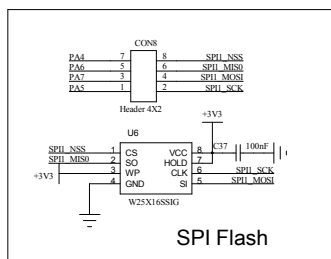 CON8
PA4 7 8 SPI1_NSS
PA6 5 6 SPI1_MIS0
PA7 3 4 SPI1_MOSI
PA5 1 2 SPI1_SCK
Header 4X2
+3V3
U6
SPI1_NSS 1 CS VCC 8 C37 100nF
SPI1_MIS0 2 SO HOLD 7
+3V3 3 WP CLK 6 SPI1_SCK
4 GND SI 5 SPI1_MOSI
W25X16SSIG
SPI Flash